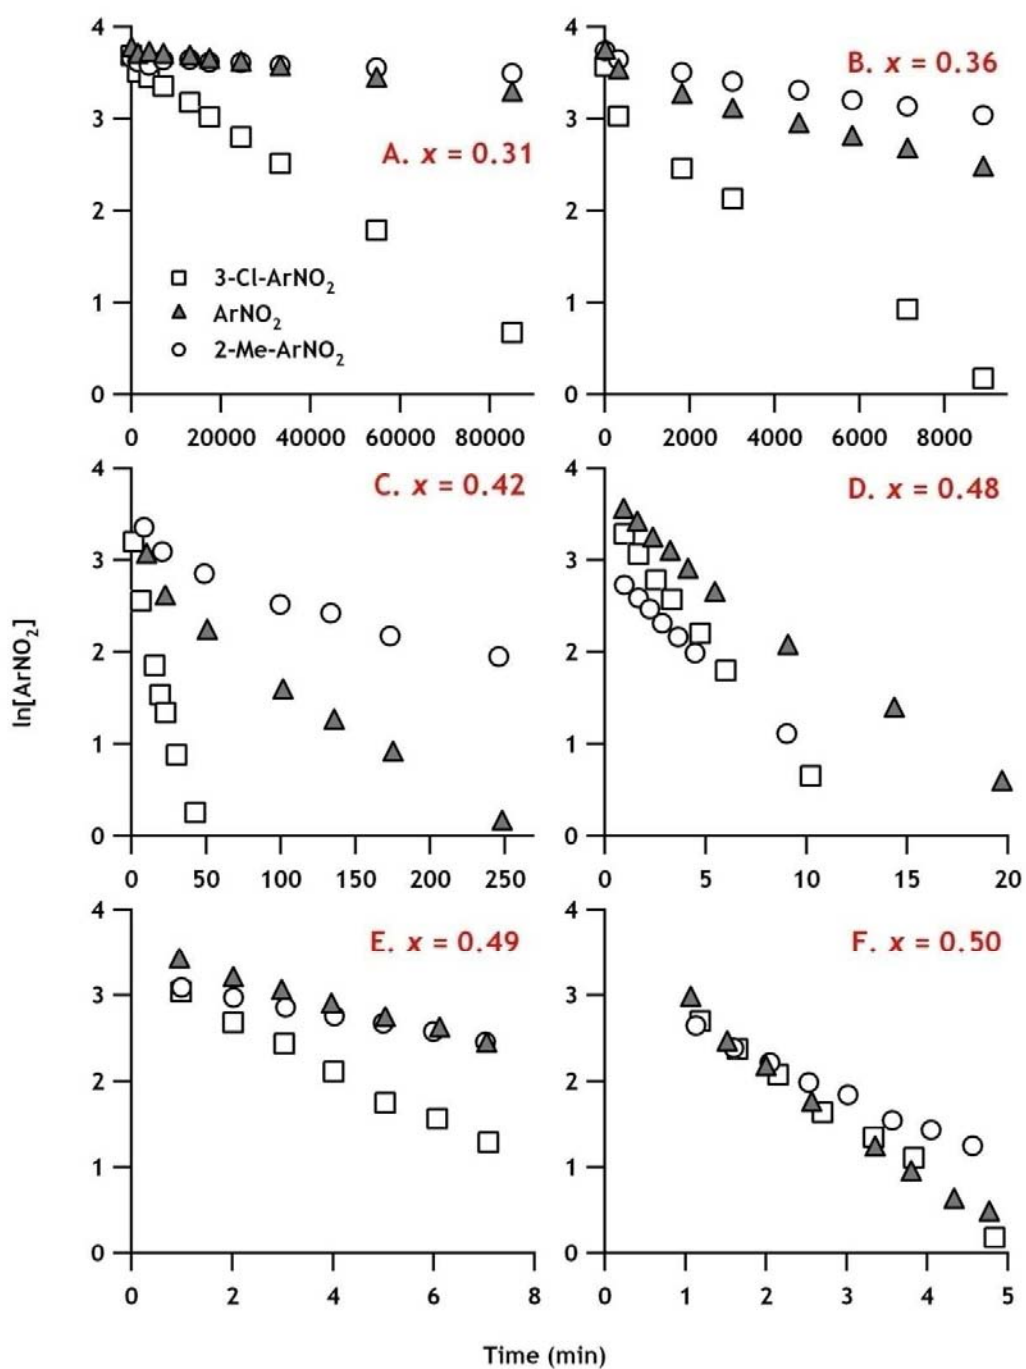 4
3
2
1
0
A. x = 0.31
3-Cl-ArNO2
ArNO2
2-Me-ArNO2
0 20000 40000 60000 80000
4
3
2
1
0
B. x = 0.36
0 2000 4000 6000 8000
ln[ArNO2]
4
3
2
1
0
C. x = 0.42
0 50 100 150 200 250
4
3
2
1
0
D. x = 0.48
0 5 10 15 20
4
3
2
1
0
E. x = 0.49
0 2 4 6 8
4
3
2
1
0
F. x = 0.50
0 1 2 3 4 5
Time (min)